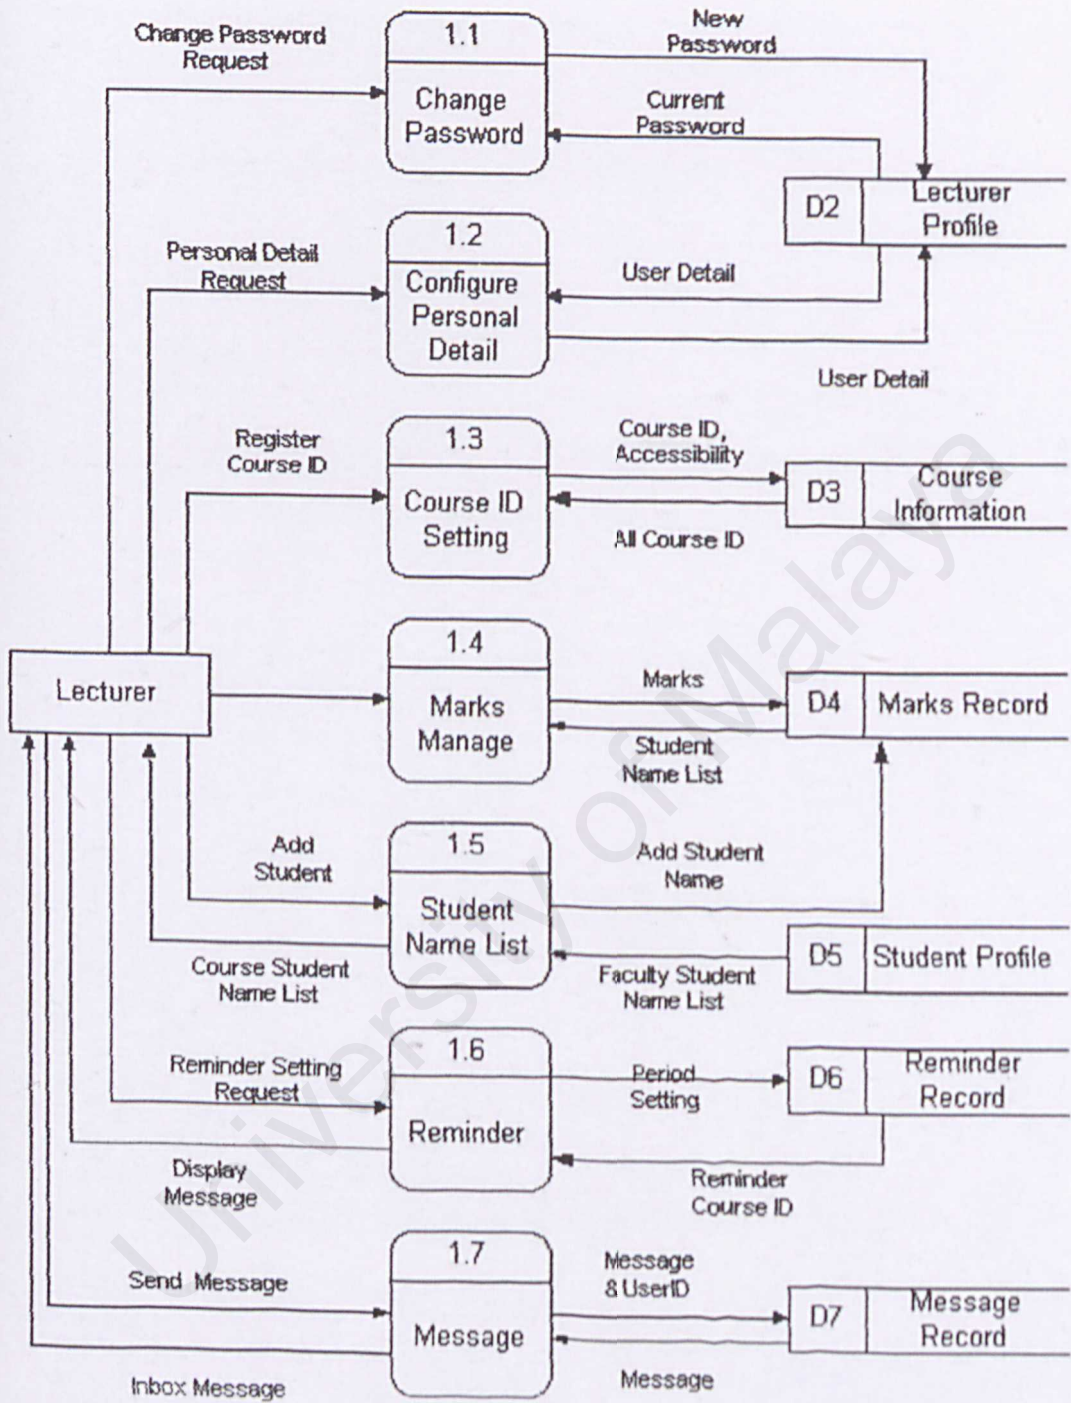 Change Password
Request
1.1
Change
Password
New
Password
Current
Password
D2
Lecturer
Profile
Personal Detail
Request
1.2
Configure
Personal
Detail
User Detail
User Detail
Register
Course ID
1.3
Course ID
Setting
Course ID,
Accessibility
All Course ID
D3
Course
Information
Lecturer
1.4
Marks
Manage
Marks
Student
Name List
D4
Marks Record
Add
Student
1.5
Student
Name List
Add Student
Name
Course Student
Name List
Faculty Student
Name List
D5
Student Profile
Reminder Setting
Request
1.6
Reminder
Period
Setting
D6
Reminder
Record
Display
Message
Reminder
Course ID
1.7
Message
Send Message
Message
& UserID
D7
Message
Record
Inbox Message
Message
University of Malaya